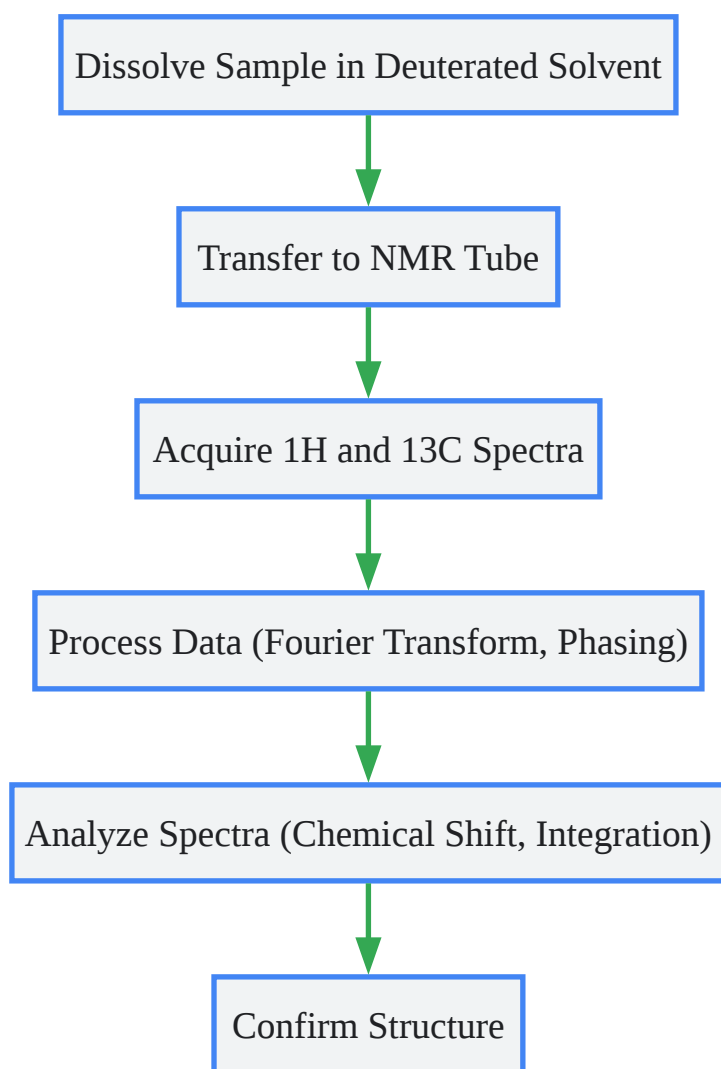 Dissolve Sample in Deuterated Solvent
Transfer to NMR Tube
Acquire 1H and 13C Spectra
Process Data (Fourier Transform, Phasing)
Analyze Spectra (Chemical Shift, Integration)
Confirm Structure